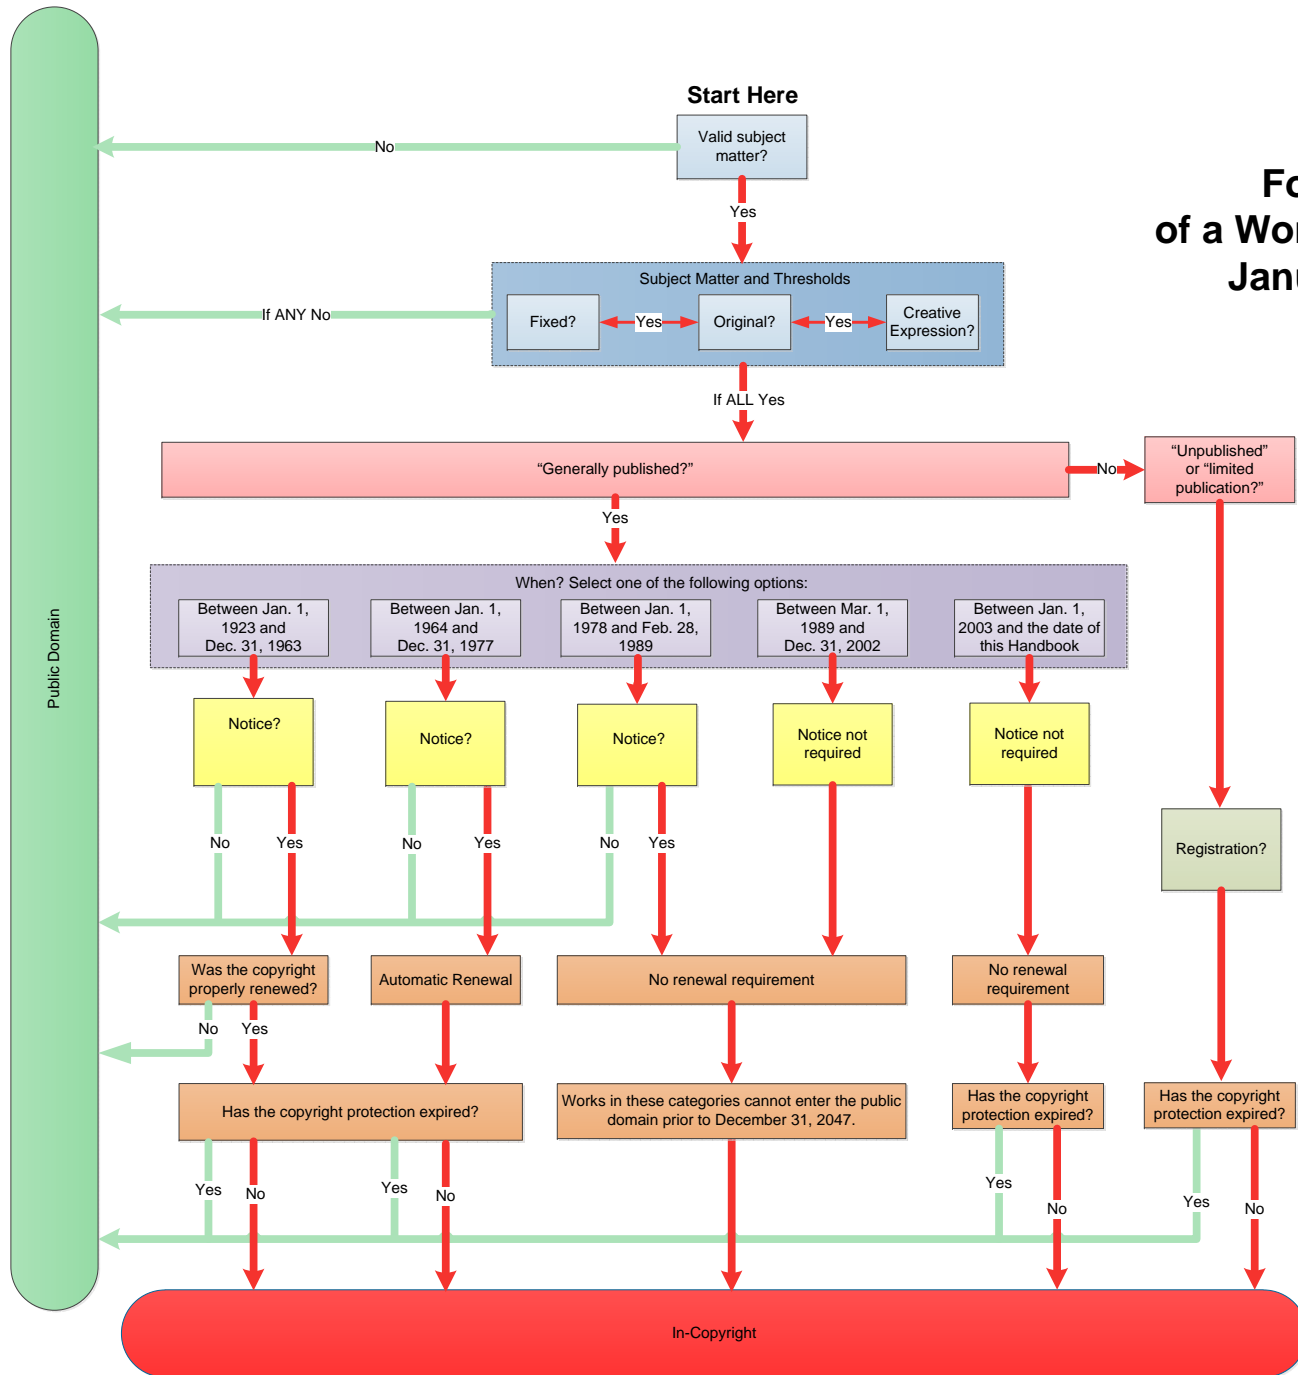 Start Here
Valid subject
matter?
No
Yes
Fo
of a Wor
Janu
Subject Matter and Thresholds
If ANY No
Fixed?
Yes
Original?
Yes
Creative
Expression?
If ALL Yes
“Generally published?”
No
“Unpublished”
or “limited
publication?”
Yes
When? Select one of the following options:
Between Jan. 1,
1923 and
Dec. 31, 1963
Between Jan. 1,
1964 and
Dec. 31, 1977
Between Jan. 1,
1978 and Feb. 28,
1989
Between Mar. 1,
1989 and
Dec. 31, 2002
Between Jan. 1,
2003 and the date of
this Handbook
Public Domain
Notice?
Notice?
Notice?
Notice not
required
Notice not
required
No
Yes
No
Yes
No
Yes
Registration?
Was the copyright
properly renewed?
Automatic Renewal
No renewal requirement
No renewal
requirement
No
Yes
Has the copyright protection expired?
Works in these categories cannot enter the public
domain prior to December 31, 2047.
Has the copyright
protection expired?
Has the copyright
protection expired?
Yes
No
Yes
No
Yes
No
Yes
No
In-Copyright